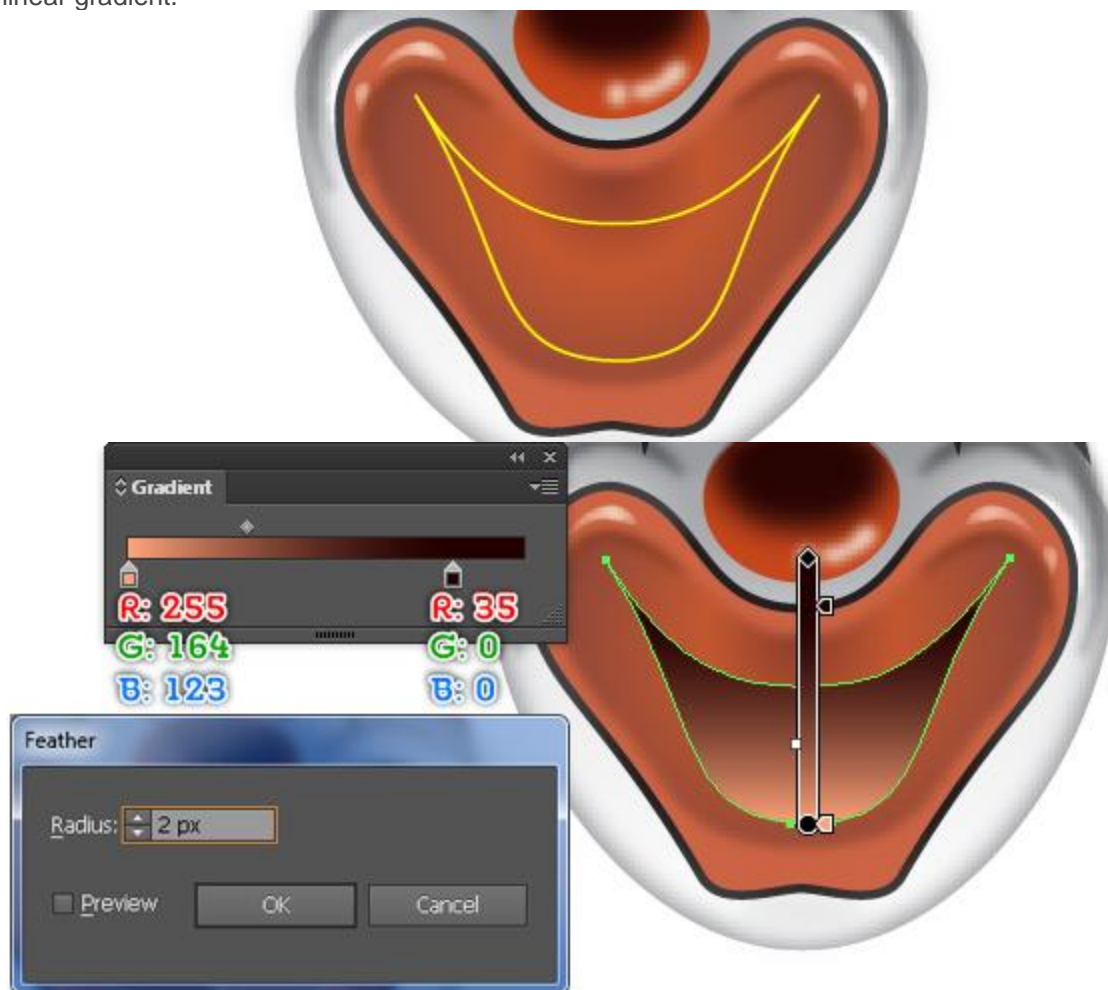 linear gradient.
Gradient
R: 255 R: 35
G: 164 G: 0
B: 123 B: 0
Feather
Radius: 2 px
Preview OK Cancel